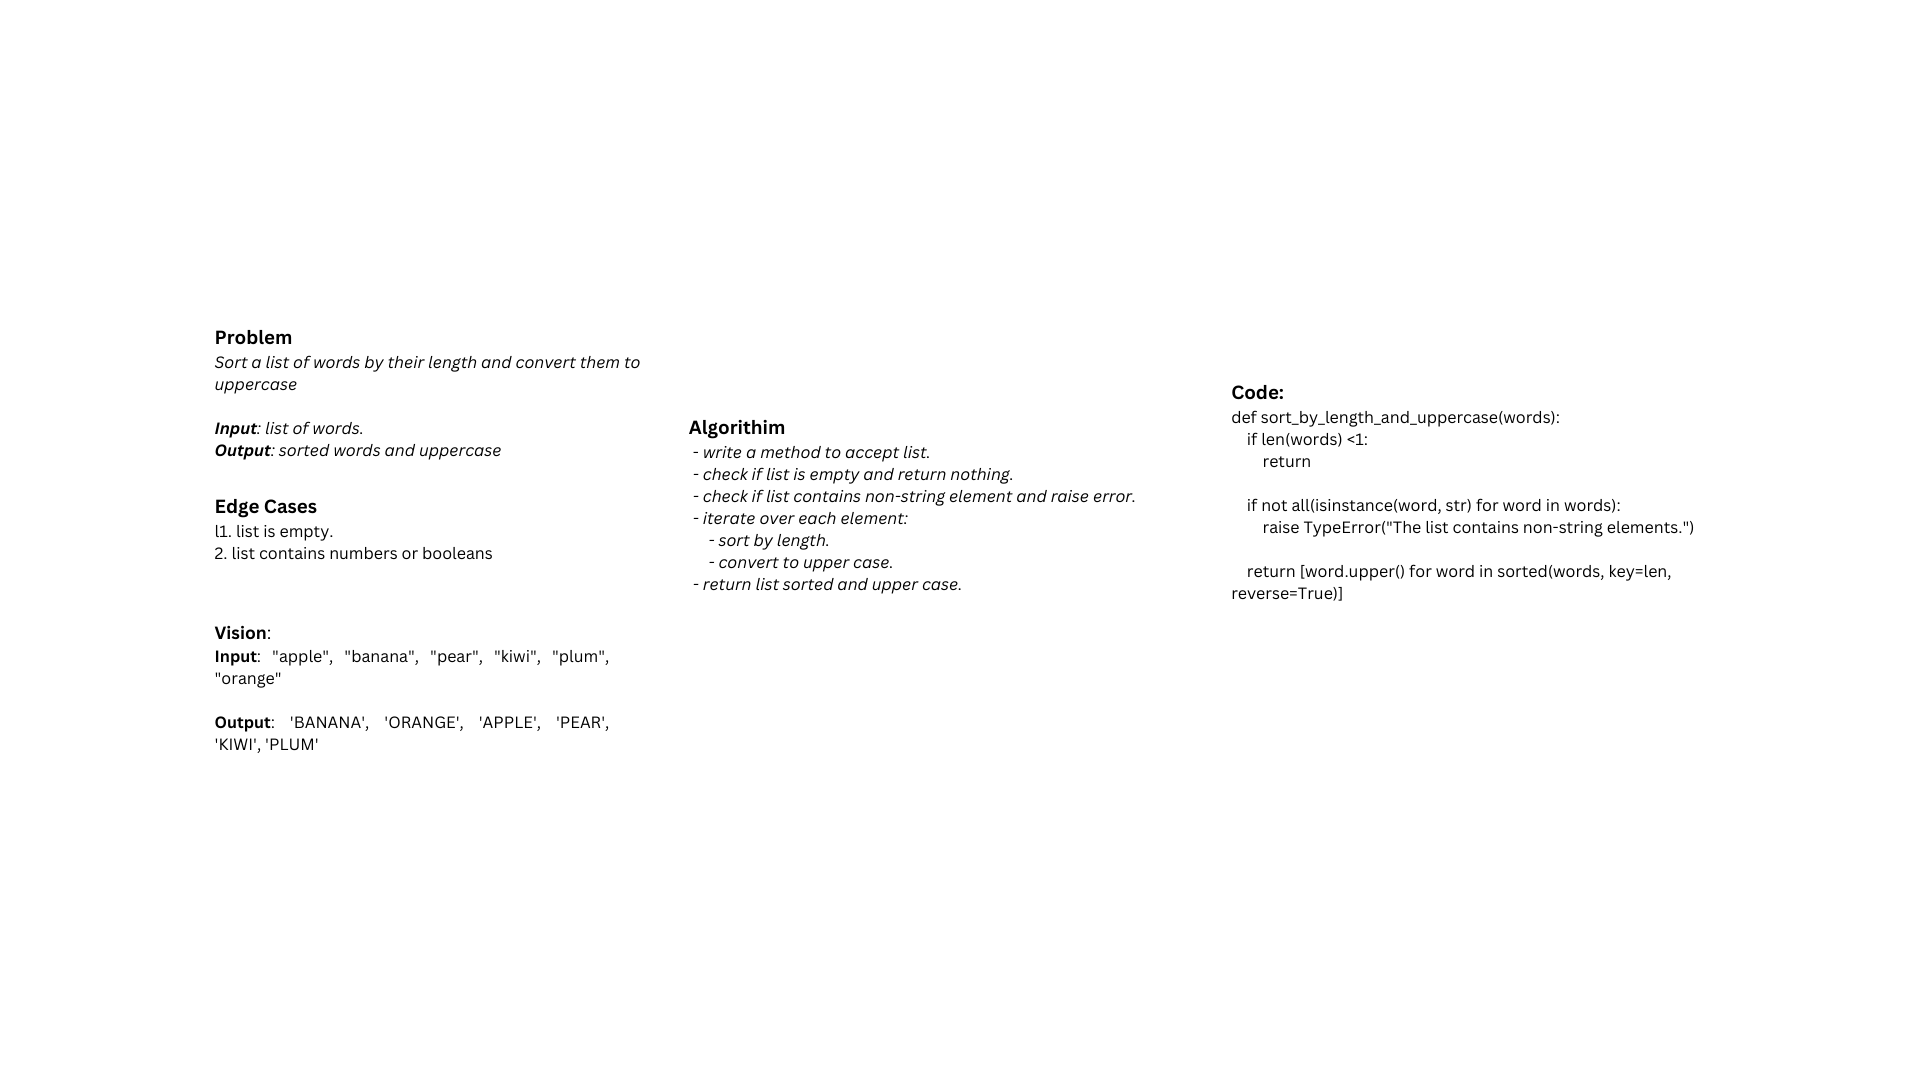 Problem
Sort a list of words by their length and convert them to
uppercase
Input: list of words.
Output: sorted words and uppercase
Edge Cases
l1. list is empty.
2. list contains numbers or booleans
Vision:
Input: "apple", "banana", "pear", "kiwi", "plum",
"orange"
Output: 'BANANA', 'ORANGE', 'APPLE', 'PEAR',
'KIWI', 'PLUM'
Algorithim
- write a method to accept list.
- check if list is empty and return nothing.
- check if list contains non-string element and raise error.
- iterate over each element:
- sort by length.
- convert to upper case.
- return list sorted and upper case.
Code:
def sort_by_length_and_uppercase(words):
if len(words) <1:
return
if not all(isinstance(word, str) for word in words):
raise TypeError("The list contains non-string elements.")
return [word.upper() for word in sorted(words, key=len,
reverse=True)]